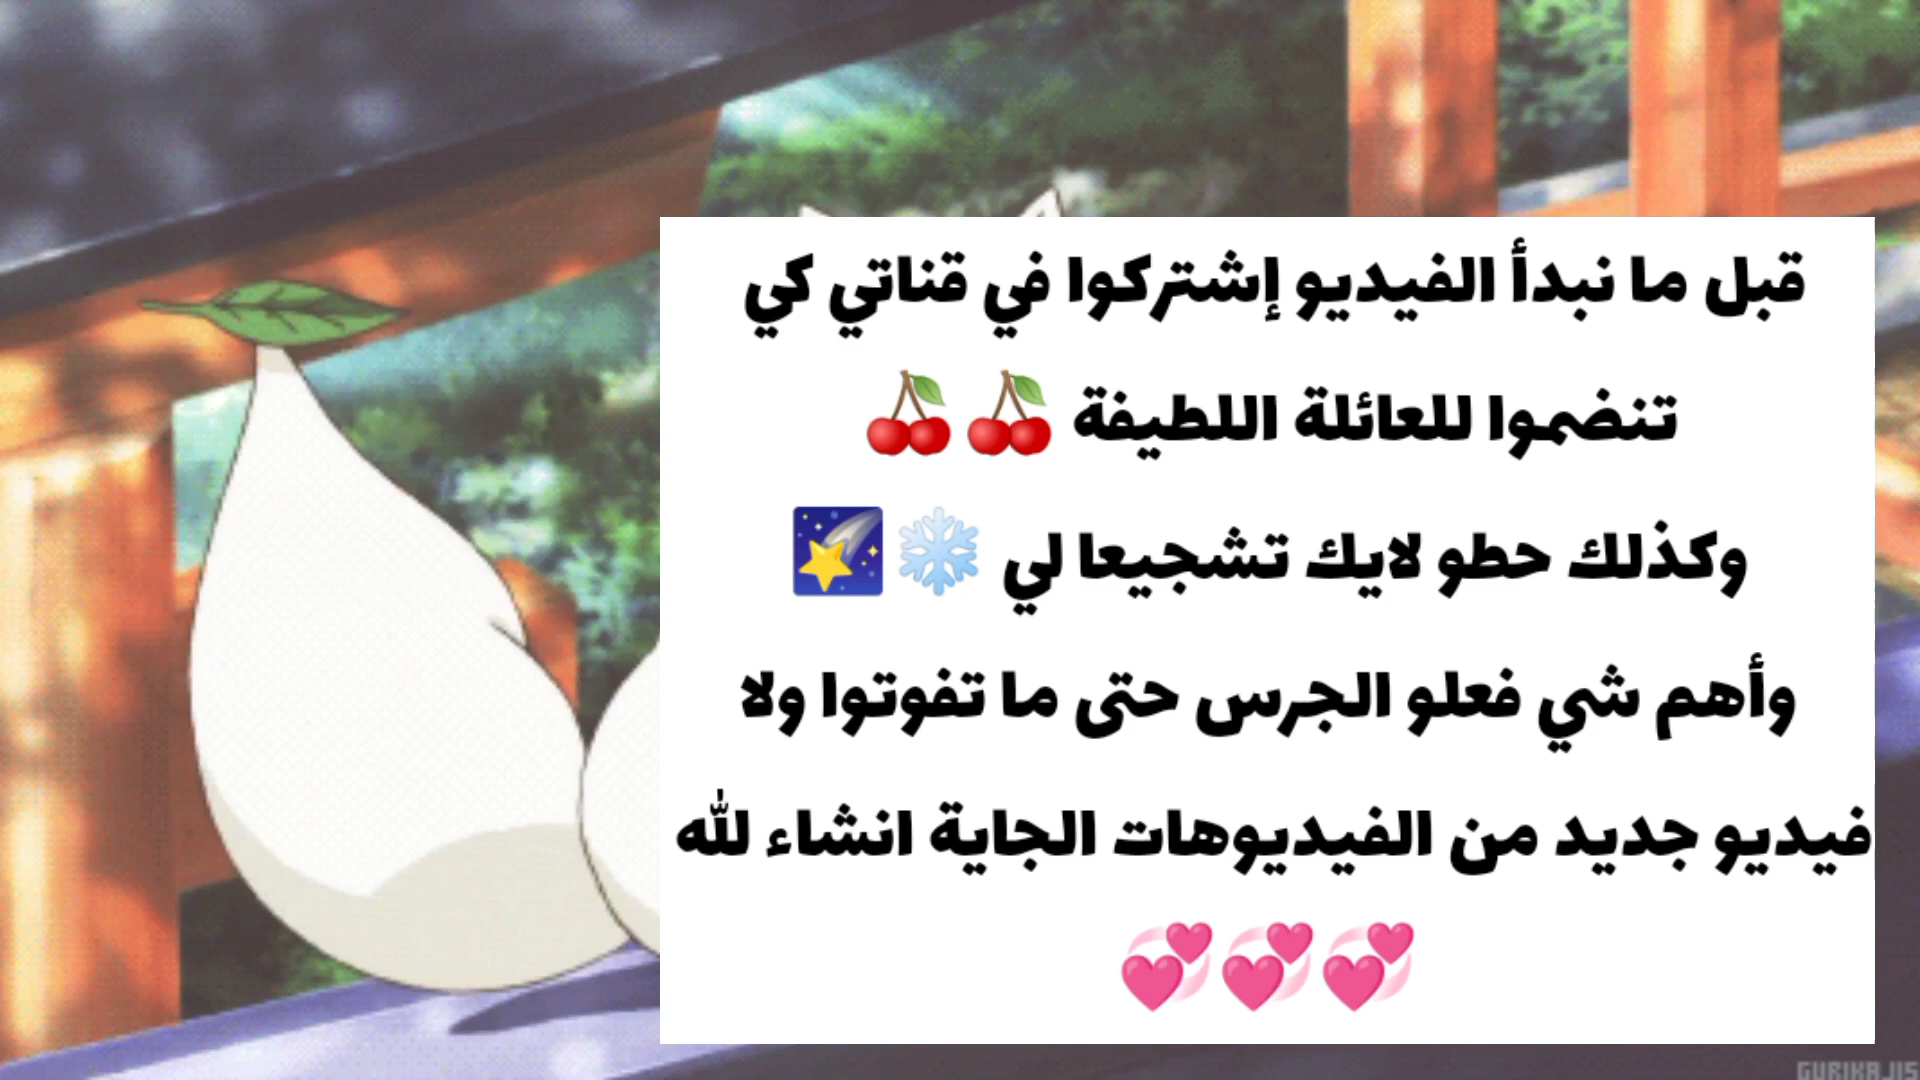 قبل ما نبدأ الفيديو إشتركوا في قناتي كي
تنضموا للعائلة اللطيفة 🍒🍒
وكذلك حطو لايك تشجيعا لي ❄️🌠
وأهم شي فعلو الجرس حتى ما تفوتوا ولا
فيديو جديد من الفيديوهات الجاية انشاء لله
💞💞💞
GURIKAJIS